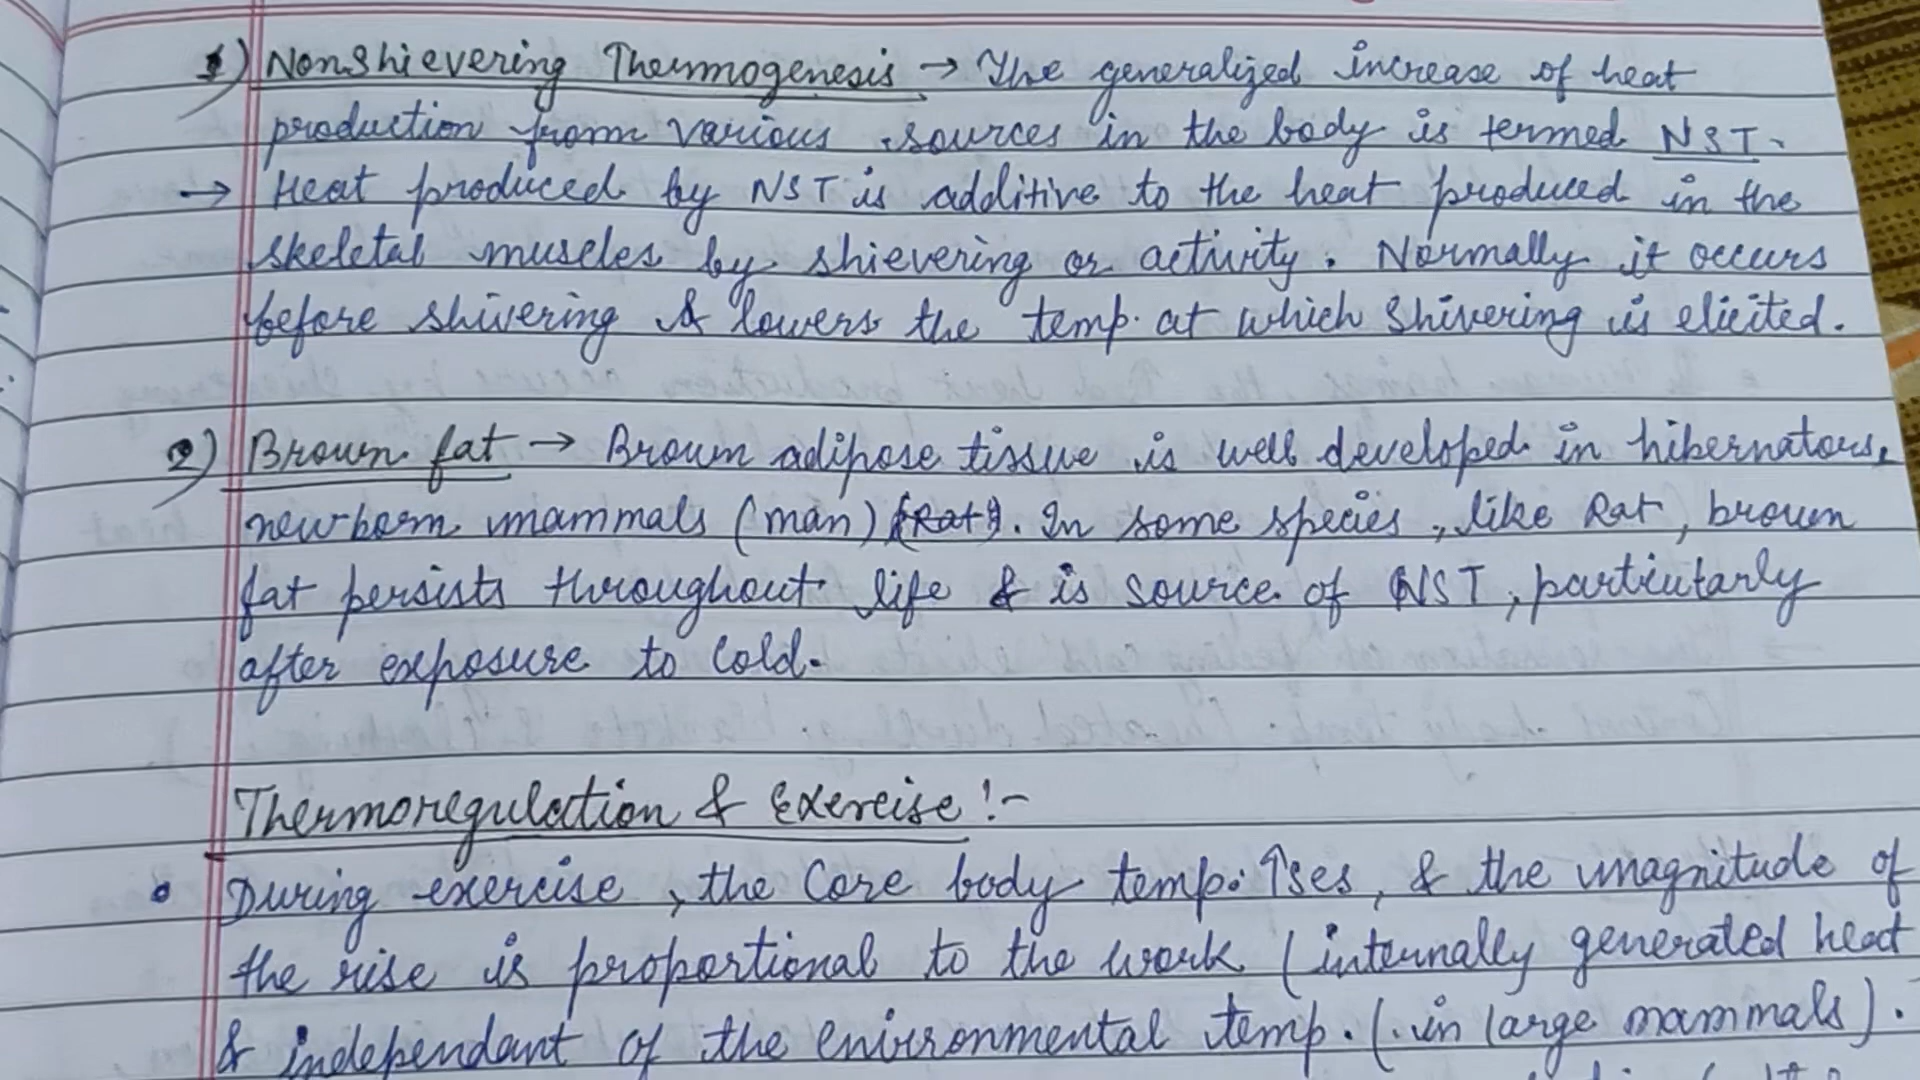 1) Nonshievering Thermogenesis → The generalized increase of heat
production from various sources in the body is termed NST.
→ Heat produced by NST is additive to the heat produced in the
skeletal muscles by shievering or activity. Normally it occurs
before shivering & lowers the temp. at which shivering is elicited.
2) Brown fat → Brown adipose tissue is well developed in hibernators,
newborn mammals (man) (Rat). In some species, like Rat, brown
fat persists throughout life & is source of NST, particutarly
after exposure to cold.
Thermoregulation & Exercise :-
• During exercise, the core body temp. ↑ses, & the magnitude of
the rise is proportional to the work (internally generated heat
& independant of the environmental temp. (in large mammals).